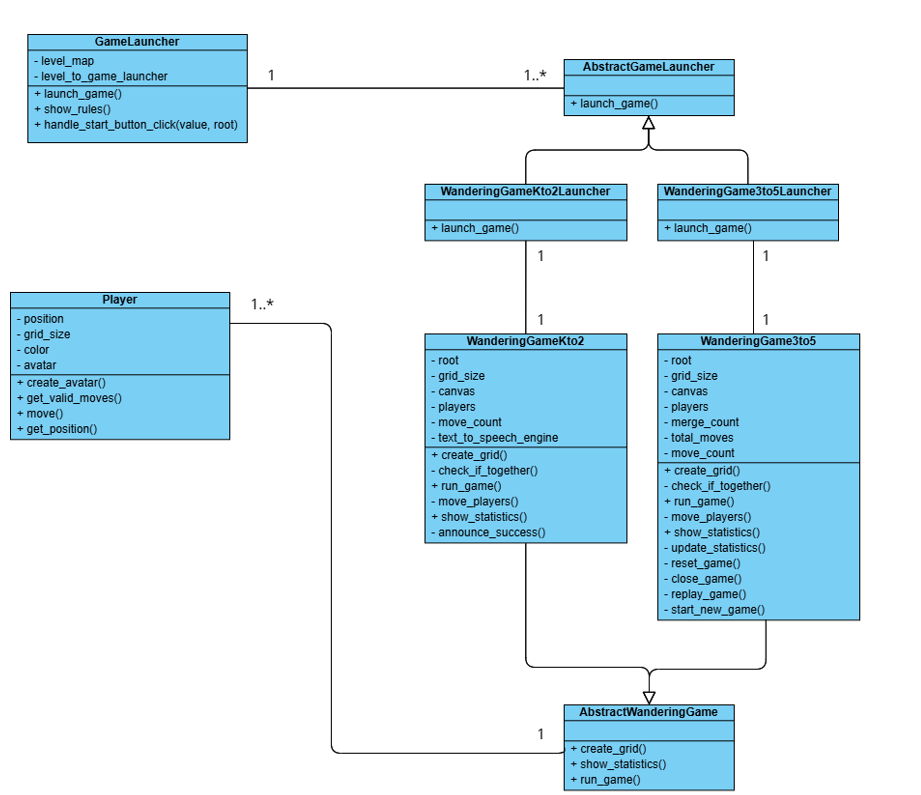 GameLauncher
- level_map
- level_to_game_launcher
+ launch_game()
+ show_rules()
+ handle_start_button_click(value, root)
1
1..*
AbstractGameLauncher
+ launch_game()
WanderingGameKto2Launcher
+ launch_game()
WanderingGame3to5Launcher
+ launch_game()
1
1
1
1
Player
- position
- grid_size
- color
- avatar
+ create_avatar()
+ get_valid_moves()
+ move()
+ get_position()
1..*
WanderingGameKto2
- root
- grid_size
- canvas
- players
- move_count
- text_to_speech_engine
+ create_grid()
- check_if_together()
+ run_game()
- move_players()
+ show_statistics()
- announce_success()
WanderingGame3to5
- root
- grid_size
- canvas
- players
- merge_count
- total_moves
- move_count
+ create_grid()
- check_if_together()
+ run_game()
- move_players()
+ show_statistics()
- update_statistics()
- reset_game()
- close_game()
- replay_game()
- start_new_game()
1
AbstractWanderingGame
+ create_grid()
+ show_statistics()
+ run_game()